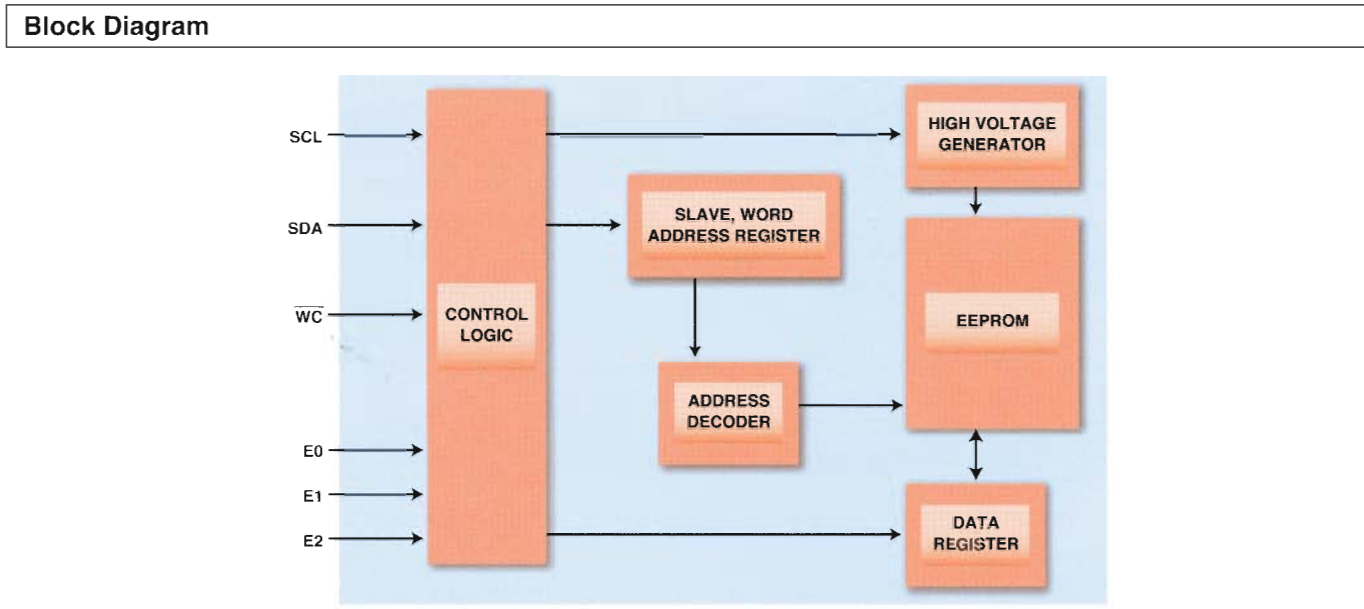 Block Diagram
SCL
SDA
W̅C̅
E0
E1
E2
CONTROL
LOGIC
SLAVE, WORD
ADDRESS REGISTER
ADDRESS
DECODER
HIGH VOLTAGE
GENERATOR
EEPROM
DATA
REGISTER